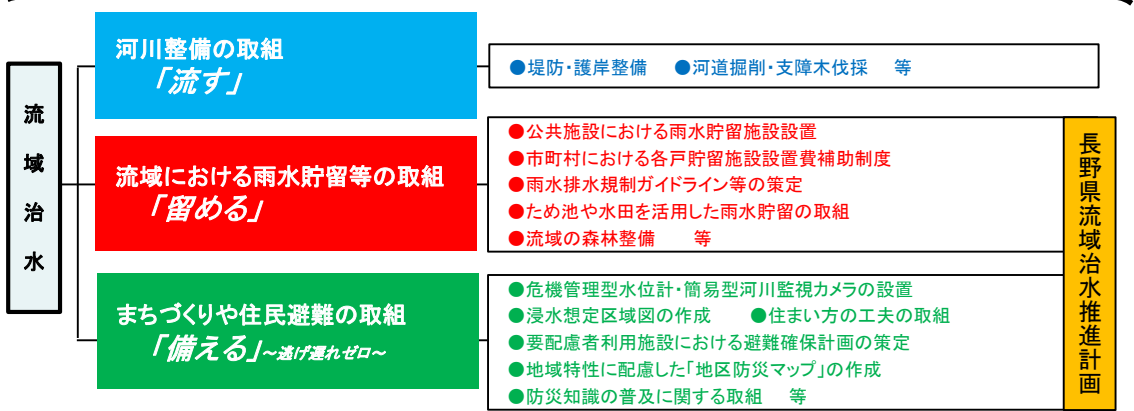 流域治水
河川整備の取組
「流す」
●堤防・護岸整備　●河道掘削・支障木伐採　等
流域における雨水貯留等の取組
「留める」
●公共施設における雨水貯留施設設置
●市町村における各戸貯留施設設置費補助制度
●雨水排水規制ガイドライン等の策定
●ため池や水田を活用した雨水貯留の取組
●流域の森林整備　　等
まちづくりや住民避難の取組
「備える」～逃げ遅れゼロ～
●危機管理型水位計・簡易型河川監視カメラの設置
●浸水想定区域図の作成　●住まい方の工夫の取組
●要配慮者利用施設における避難確保計画の策定
●地域特性に配慮した「地区防災マップ」の作成
●防災知識の普及に関する取組　等
長野県流域治水推進計画